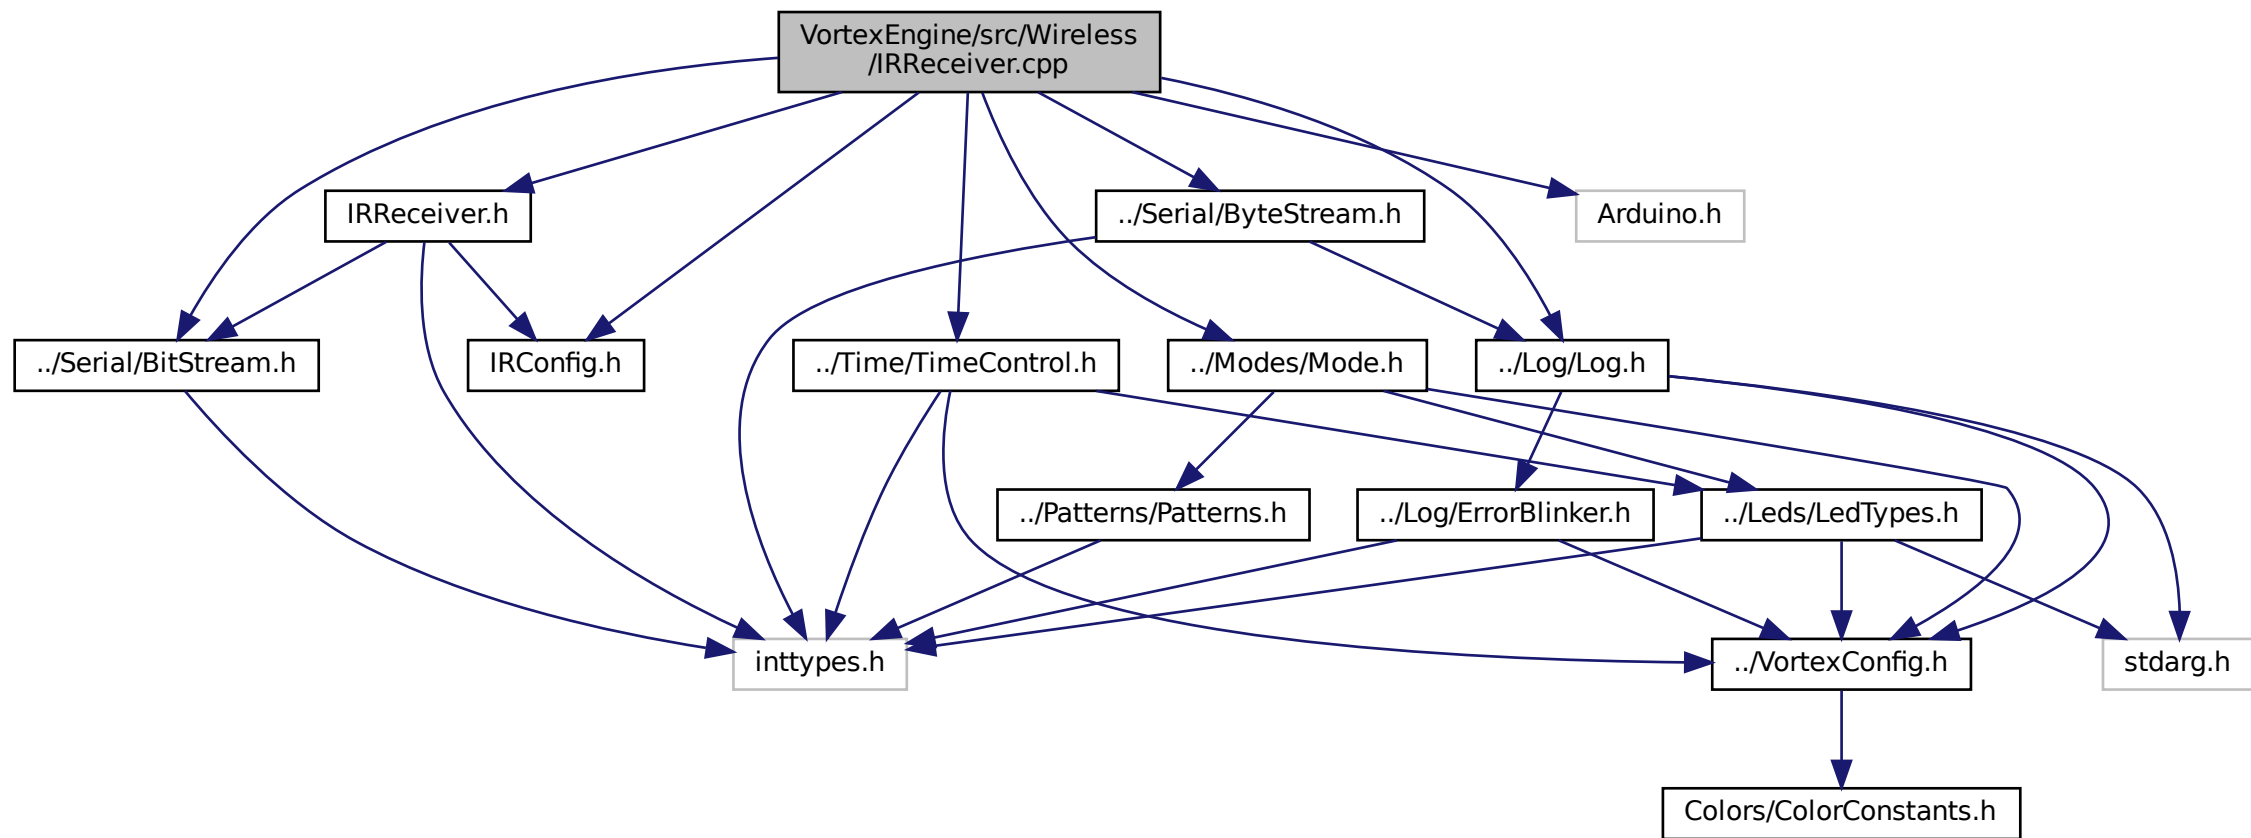 VortexEngine/src/Wireless
/IRReceiver.cpp
IRReceiver.h
../Serial/ByteStream.h
Arduino.h
../Serial/BitStream.h
IRConfig.h
../Time/TimeControl.h
../Modes/Mode.h
../Log/Log.h
../Patterns/Patterns.h
../Log/ErrorBlinker.h
../Leds/LedTypes.h
inttypes.h
../VortexConfig.h
stdarg.h
Colors/ColorConstants.h